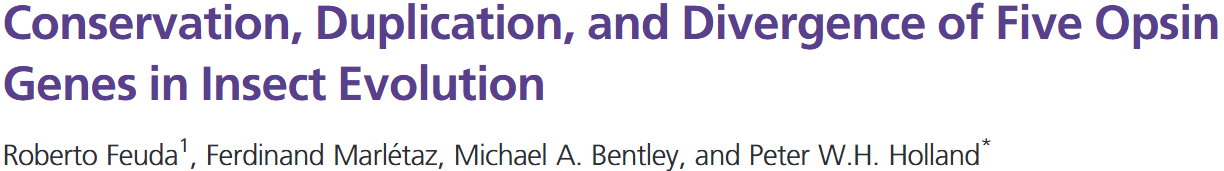 Conservation, Duplication, and Divergence of Five Opsin
Genes in Insect Evolution
Roberto Feuda¹, Ferdinand Marlétaz, Michael A. Bentley, and Peter W.H. Holland*